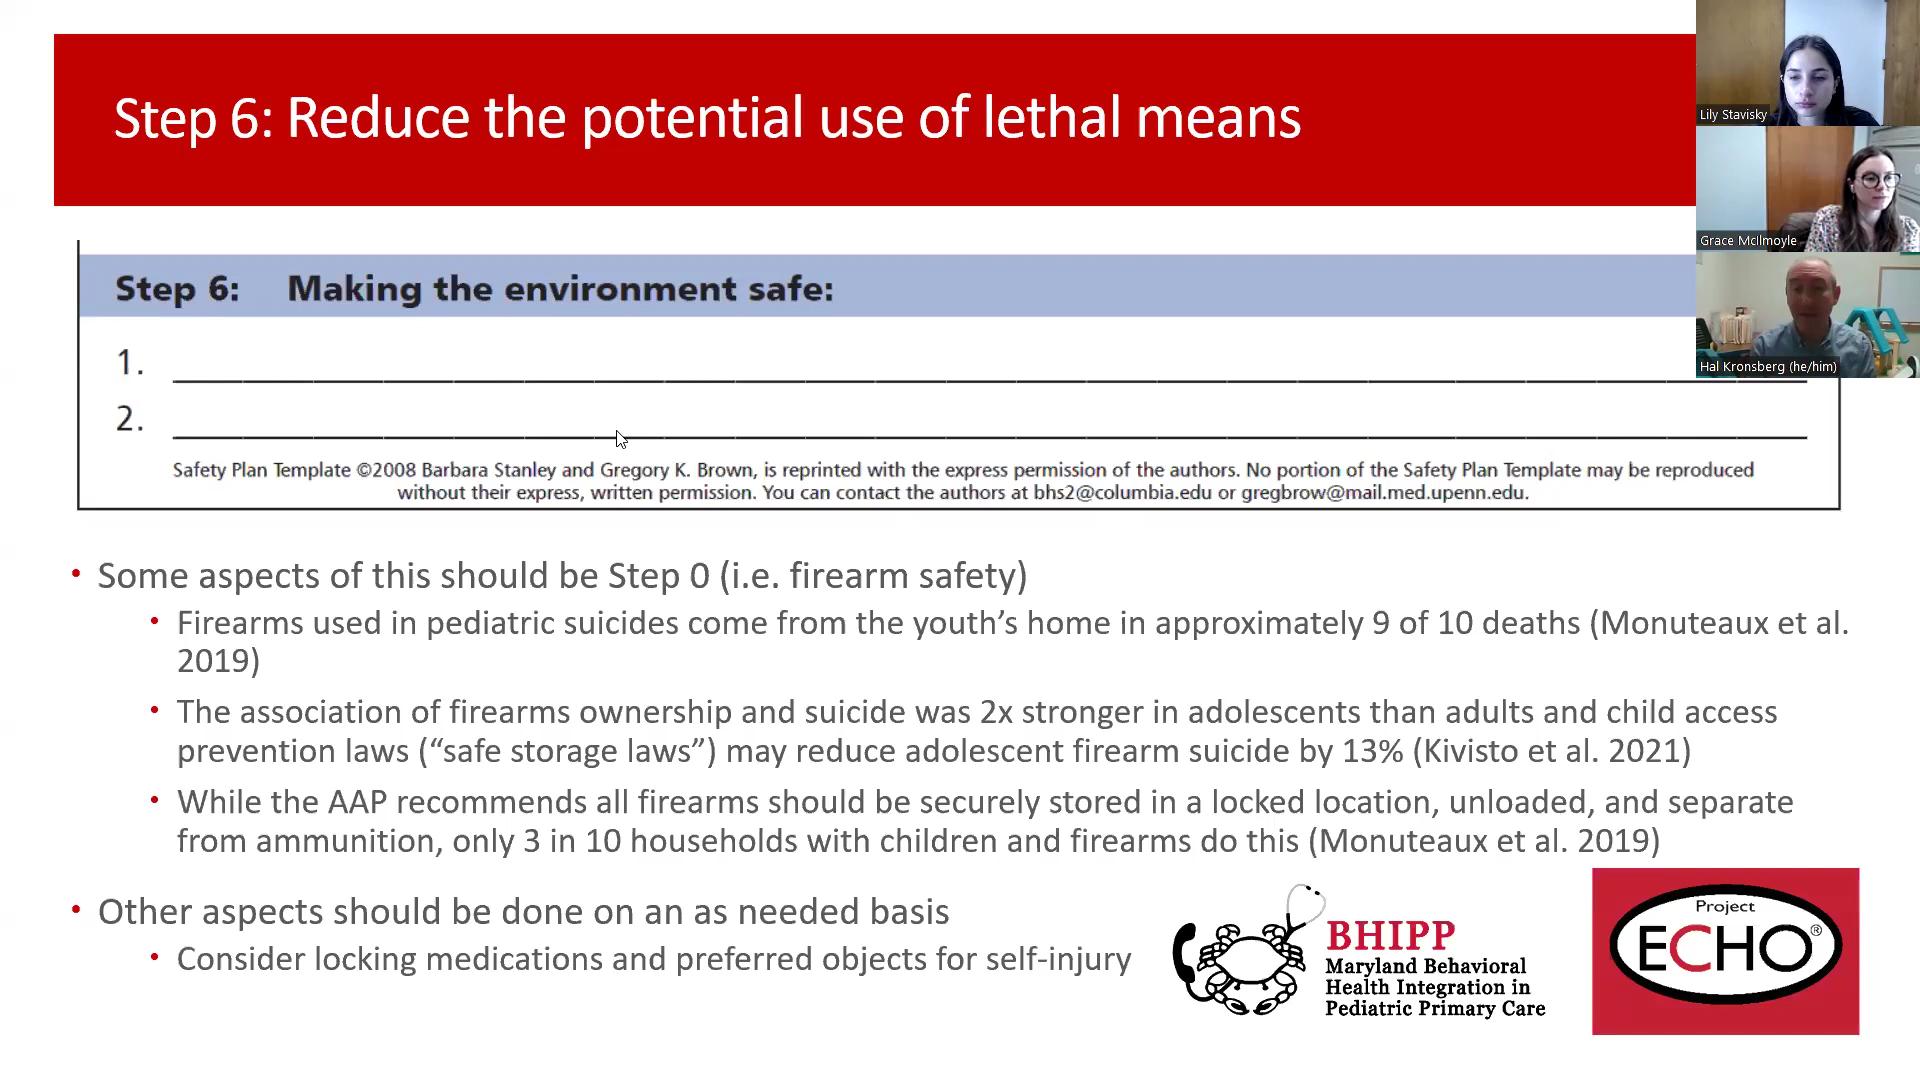 Step 6: Reduce the potential use of lethal means
Lily Stavisky
Grace McIlmoyle
Hal Kronsberg (he/him)
Step 6: Making the environment safe:
1.
2.
Safety Plan Template ©2008 Barbara Stanley and Gregory K. Brown, is reprinted with the express permission of the authors. No portion of the Safety Plan Template may be reproduced
without their express, written permission. You can contact the authors at bhs2@columbia.edu or gregbrow@mail.med.upenn.edu.
• Some aspects of this should be Step 0 (i.e. firearm safety)
• Firearms used in pediatric suicides come from the youth’s home in approximately 9 of 10 deaths (Monuteaux et al.
2019)
• The association of firearms ownership and suicide was 2x stronger in adolescents than adults and child access
prevention laws (“safe storage laws”) may reduce adolescent firearm suicide by 13% (Kivisto et al. 2021)
• While the AAP recommends all firearms should be securely stored in a locked location, unloaded, and separate
from ammunition, only 3 in 10 households with children and firearms do this (Monuteaux et al. 2019)
• Other aspects should be done on an as needed basis
• Consider locking medications and preferred objects for self-injury
BHIPP
Maryland Behavioral
Health Integration in
Pediatric Primary Care
Project
ECHO®